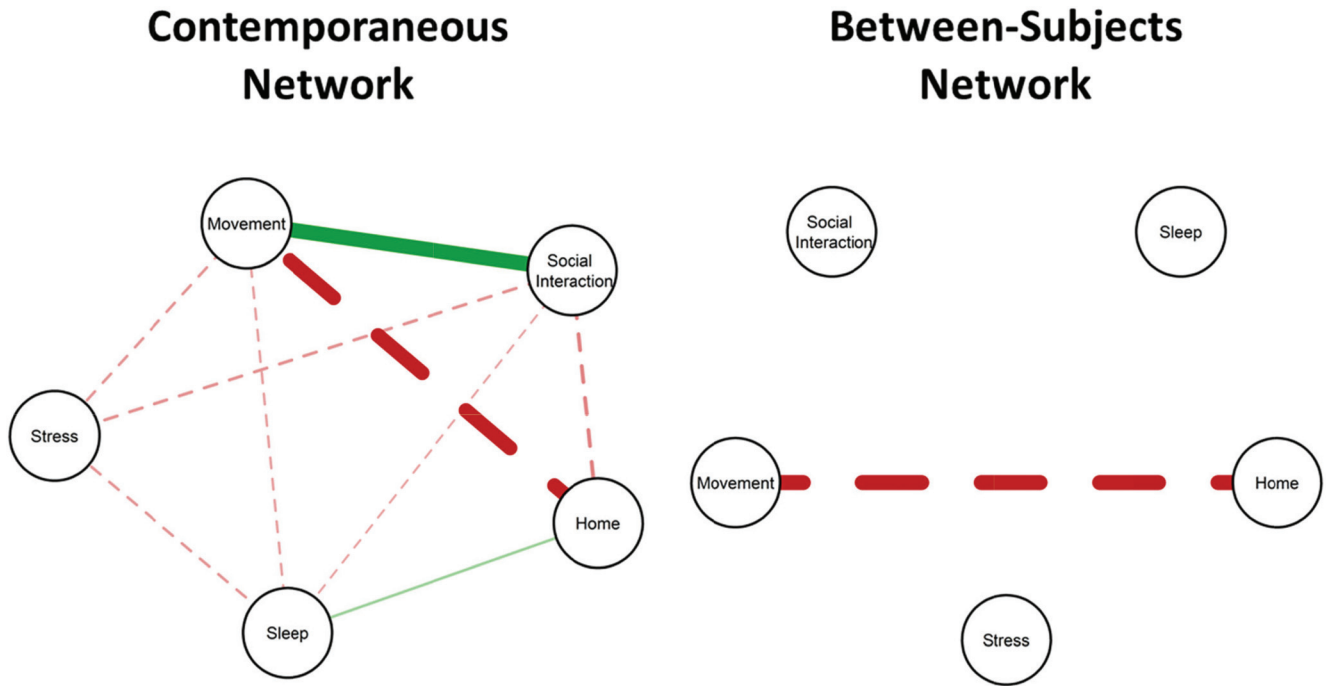 Contemporaneous
Network
Movement
Social
Interaction
Stress
Home
Sleep
Between-Subjects
Network
Social
Interaction
Sleep
Movement
Home
Stress